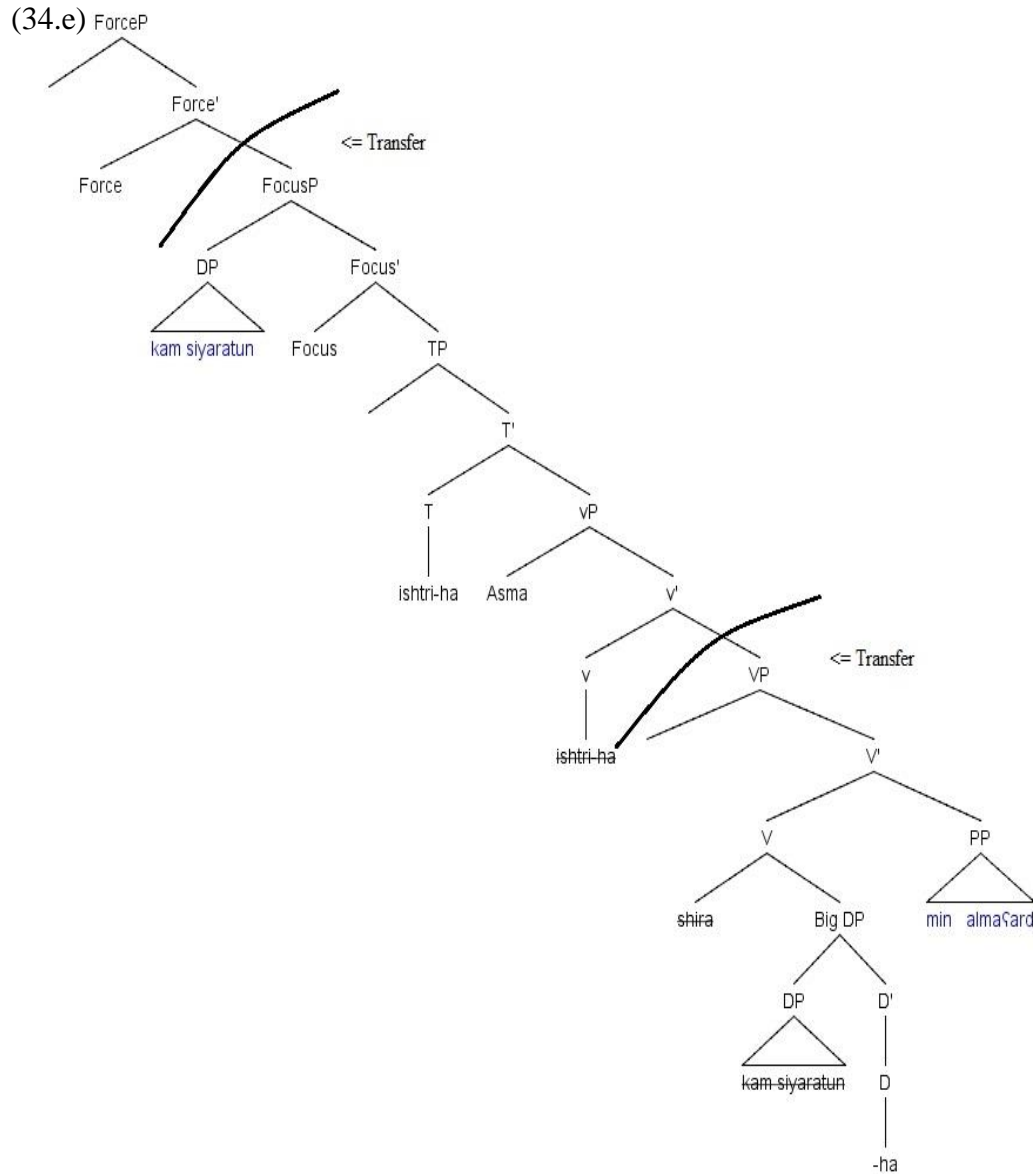 (34.e) ForceP
Force'
<= Transfer
Force FocusP
DP Focus'
kam siyaratun Focus TP
T'
T vP
ishtri-ha Asma v'
v VP <= Transfer
ishtri-ha V'
V PP
shira Big DP min almaʕard
DP D'
kam siyaratun D
-ha